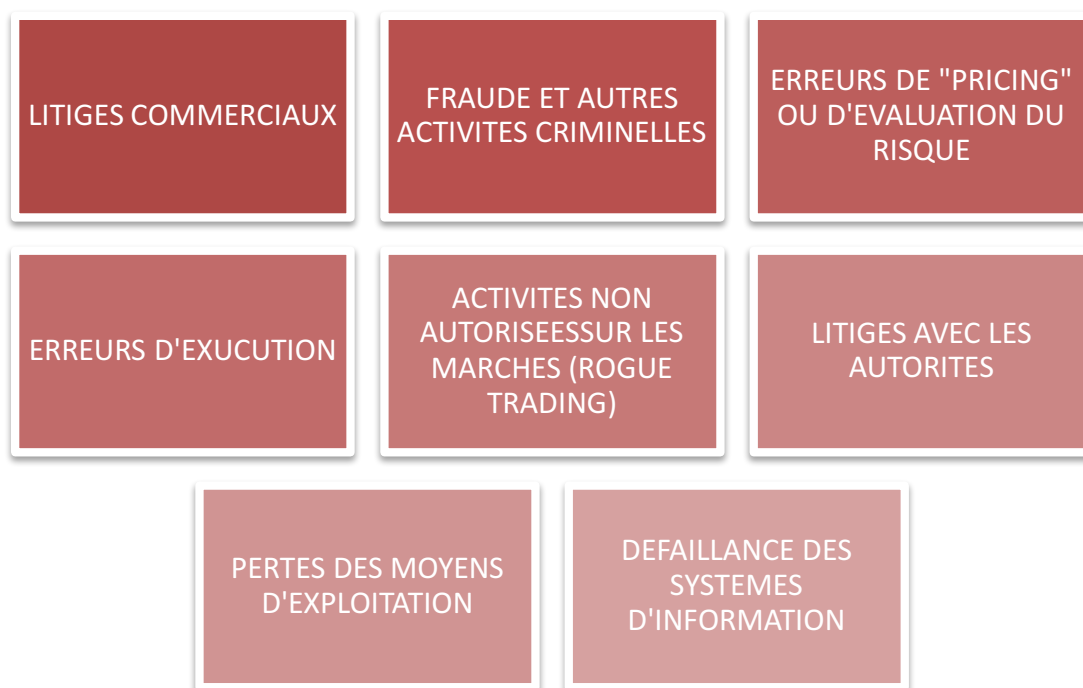 LITIGES COMMERCIAUX
FRAUDE ET AUTRES
ACTIVITES CRIMINELLES
ERREURS DE "PRICING"
OU D'EVALUATION DU
RISQUE
ERREURS D'EXUCUTION
ACTIVITES NON
AUTORISEESSUR LES
MARCHES (ROGUE
TRADING)
LITIGES AVEC LES
AUTORITES
PERTES DES MOYENS
D'EXPLOITATION
DEFAILLANCE DES
SYSTEMES
D'INFORMATION